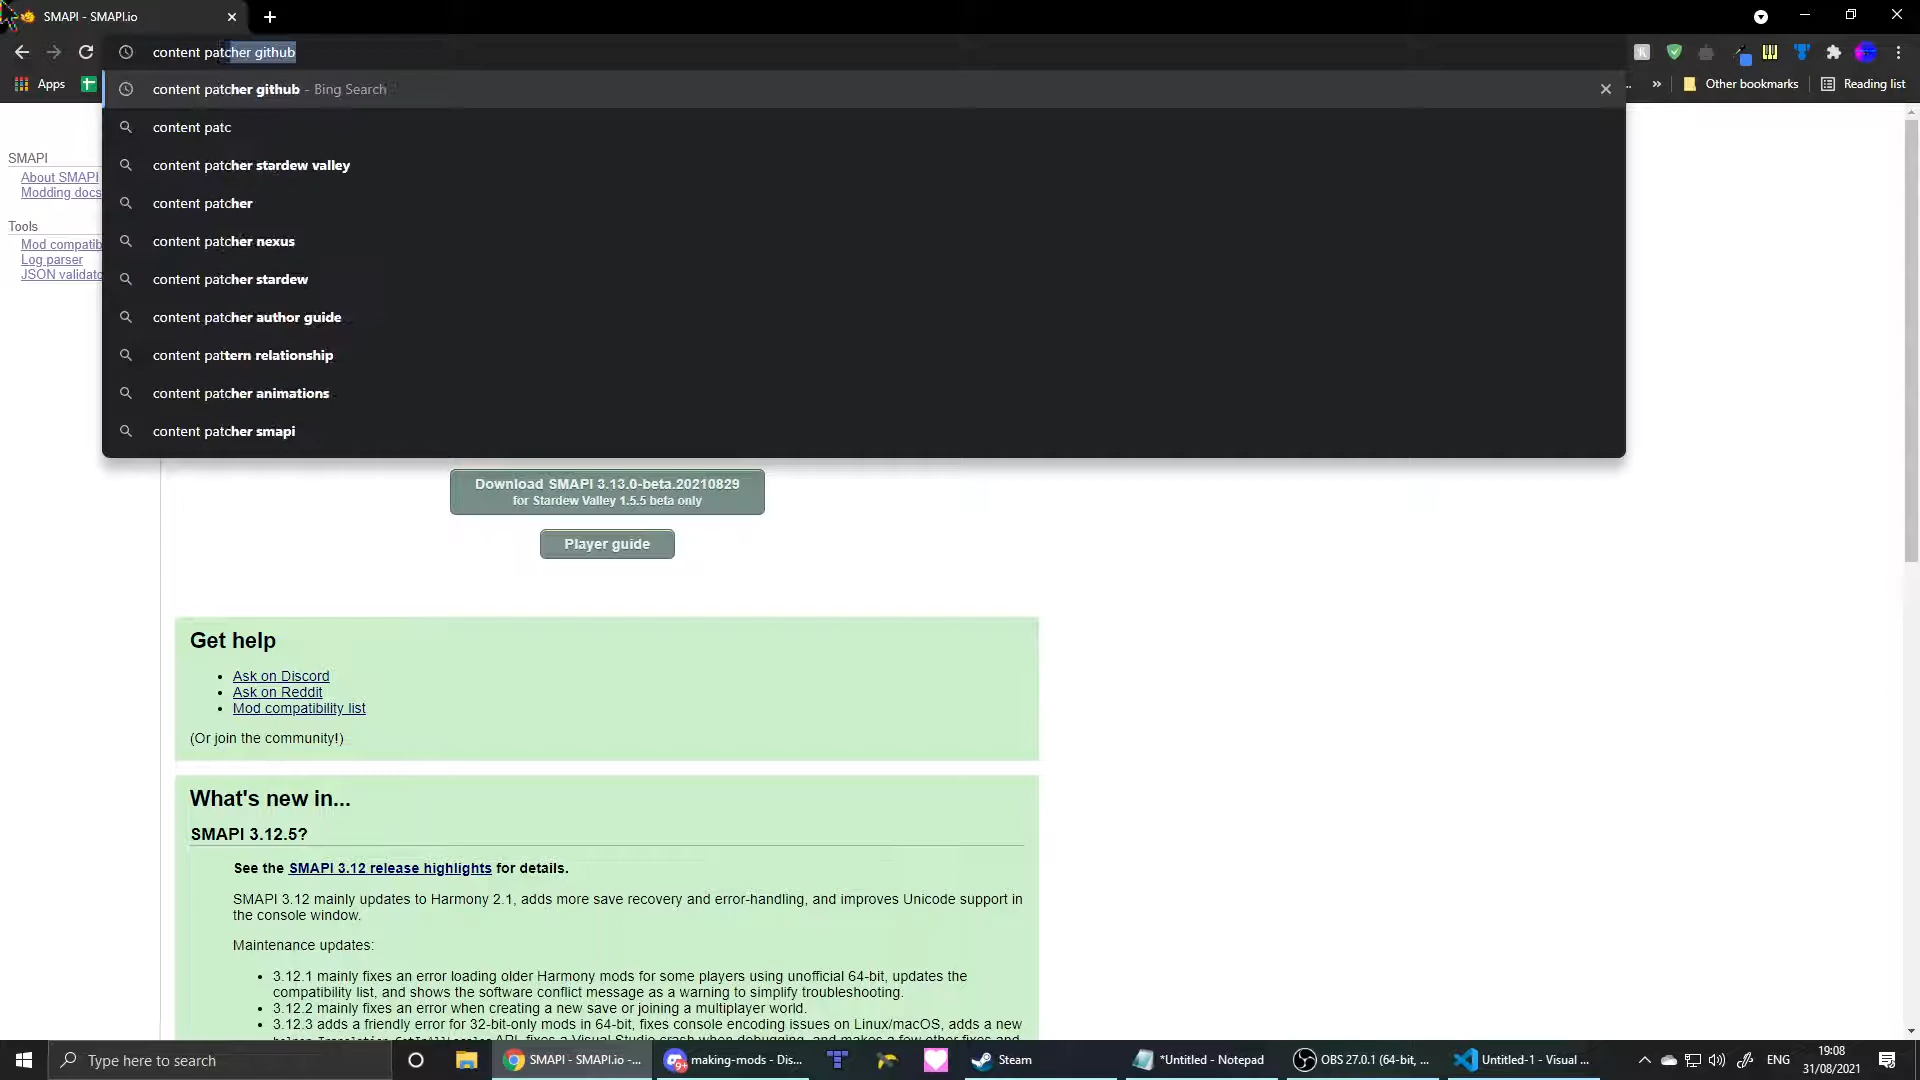 SMAPI - SMAPI.io
content patcher github
Apps
Other bookmarks
Reading list
content patcher github - Bing Search
content patc
content patcher stardew valley
content patcher
content patcher nexus
content patcher stardew
content patcher author guide
content pattern relationship
content patcher animations
content patcher smapi
SMAPI
About SMAPI
Modding docs
Tools
Mod compatib
Log parser
JSON validato
Download SMAPI 3.13.0-beta.20210829
for Stardew Valley 1.5.5 beta only
Player guide
Get help
• Ask on Discord
• Ask on Reddit
• Mod compatibility list
(Or join the community!)
What's new in...
SMAPI 3.12.5?
See the SMAPI 3.12 release highlights for details.
SMAPI 3.12 mainly updates to Harmony 2.1, adds more save recovery and error-handling, and improves Unicode support in
the console window.
Maintenance updates:
• 3.12.1 mainly fixes an error loading older Harmony mods for some players using unofficial 64-bit, updates the
compatibility list, and shows the software conflict message as a warning to simplify troubleshooting.
• 3.12.2 mainly fixes an error when creating a new save or joining a multiplayer world.
• 3.12.3 adds a friendly error for 32-bit-only mods in 64-bit, fixes console encoding issues on Linux/macOS, adds a new
Type here to search
SMAPI - SMAPI.io -...
9+
making-mods - Dis...
Steam
*Untitled - Notepad
OBS 27.0.1 (64-bit, ...
Untitled-1 - Visual ...
ENG
19:08
31/08/2021